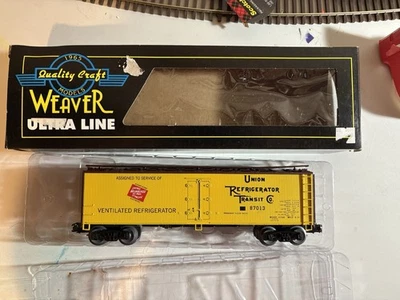 1965
Quality Craft
MODELS
WEAVER
ULTRA LINE
ASSIGNED TO SERVICE OF
VENTILATED REFRIGERATOR
UNION
REFRIGERATOR
TRANSIT CO.
87013